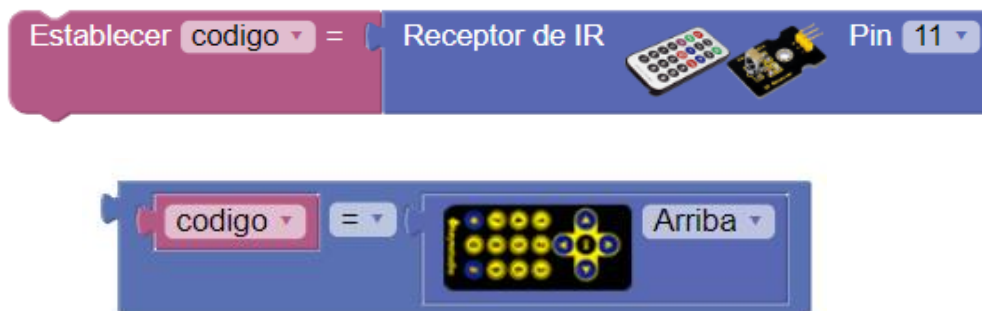 Establecer codigo = Receptor de IR Pin 11
codigo = Arriba